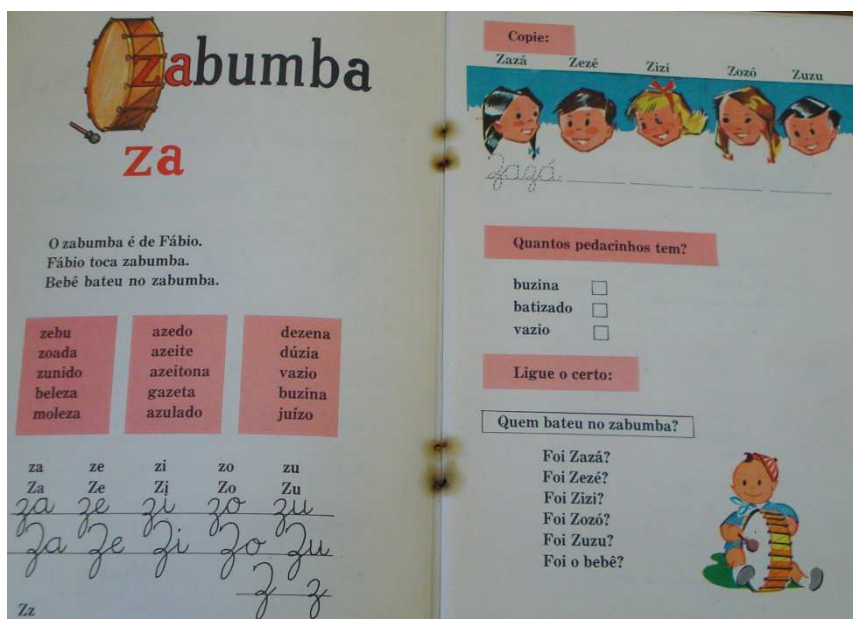 zabumba
za
O zabumba é de Fábio.
Fábio toca zabumba.
Bebê bateu no zabumba.
zebu
zoada
zunido
beleza
moleza
azedo
azeite
azeitona
gazeta
azulado
dezena
dúzia
vazio
buzina
juízo
za ze zi zo zu
Za Ze Zi Zo Zu
za ze zi zo zu
Za Ze Zi Zo Zu
Z z
Zz
Copie:
Zazá Zezé Zizi Zozó Zuzu
Zazá
Quantos pedacinhos tem?
buzina
batizado
vazio
Ligue o certo:
Quem bateu no zabumba?
Foi Zazá?
Foi Zezé?
Foi Zizi?
Foi Zozó?
Foi Zuzu?
Foi o bebê?